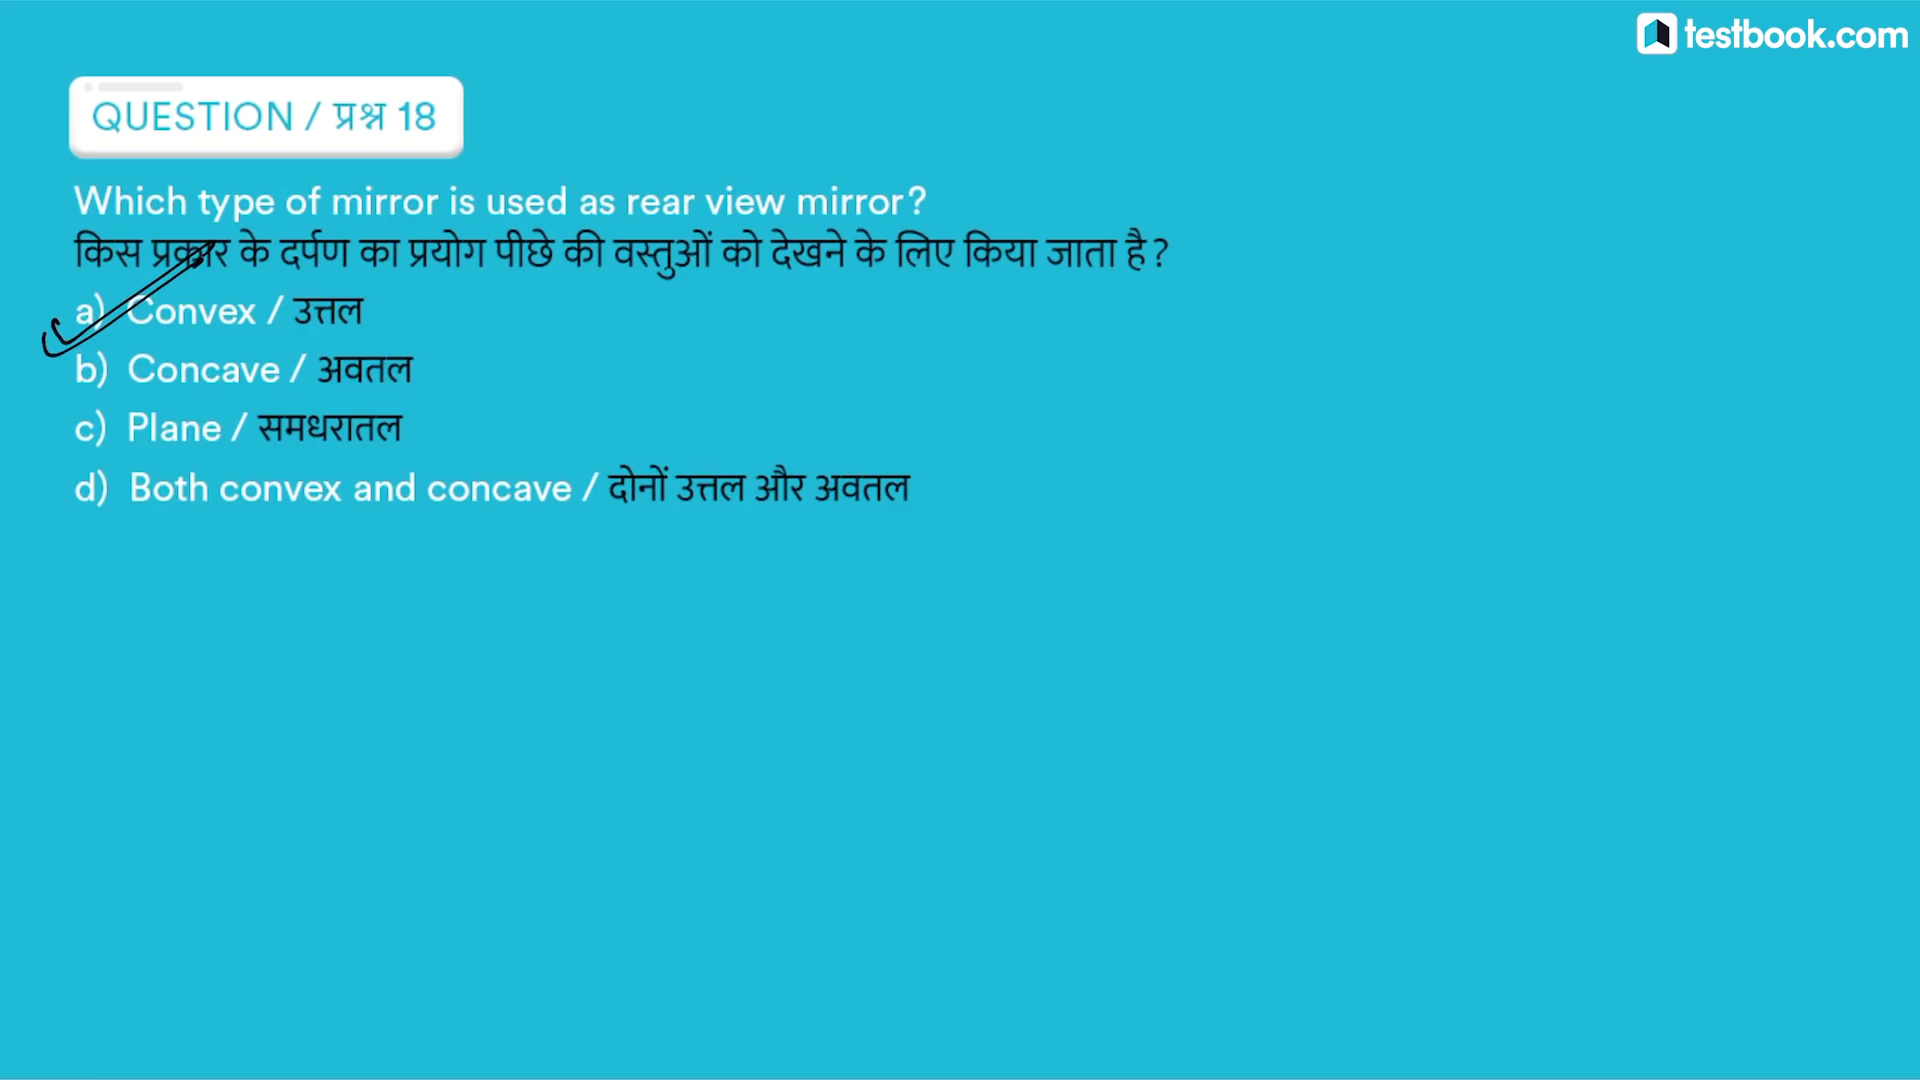 testbook.com
QUESTION / प्रश्न 18
Which type of mirror is used as rear view mirror?
किस प्रकार के दर्पण का प्रयोग पीछे की वस्तुओं को देखने के लिए किया जाता है?
a) Convex / उत्तल
b) Concave / अवतल
c) Plane / समधरातल
d) Both convex and concave / दोनों उत्तल और अवतल